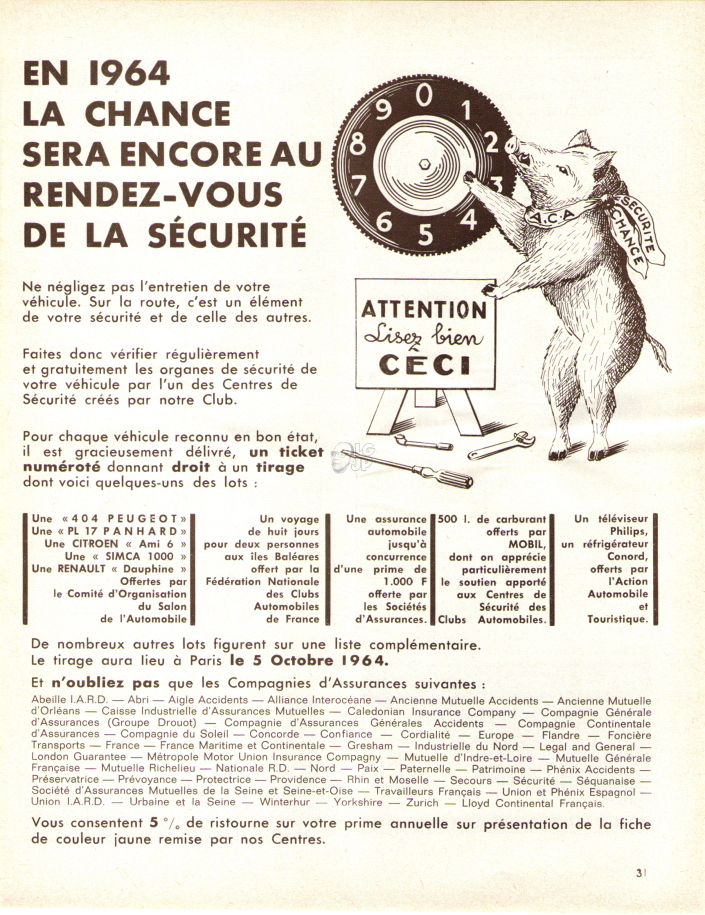 EN 1964
LA CHANCE
SERA ENCORE AU
RENDEZ-VOUS
DE LA SÉCURITÉ
0
1
2
3
4
5
6
7
8
9
A.C.A
SECURITE
CHANCE
ATTENTION
Lisez bien
CECI
Ne négligez pas l'entretien de votre
véhicule. Sur la route, c'est un élément
de votre sécurité et de celle des autres.
Faites donc vérifier régulièrement
et gratuitement les organes de sécurité de
votre véhicule par l'un des Centres de
Sécurité créés par notre Club.
Pour chaque véhicule reconnu en bon état,
il est gracieusement délivré, un ticket
numéroté donnant droit à un tirage
dont voici quelques-uns des lots :
Une « 404 PEUGEOT »
Une « PL 17 PANHARD »
Une CITROEN « Ami 6 »
Une « SIMCA 1000 »
Une RENAULT « Dauphine »
Offertes par
le Comité d'Organisation
du Salon
de l'Automobile
Un voyage
de huit jours
pour deux personnes
aux îles Baléares
offert par la
Fédération Nationale
des Clubs
Automobiles
de France
Une assurance
automobile
jusqu'à
concurrence
d'une prime de
1.000 F
offerte par
les Sociétés
d'Assurances.
500 l. de carburant
offerts par
MOBIL,
dont on apprécie
particulièrement
le soutien apporté
aux Centres de
Sécurité des
Clubs Automobiles.
Un téléviseur
Philips,
un réfrigérateur
Conord,
offerts par
l'Action
Automobile
et
Touristique.
De nombreux autres lots figurent sur une liste complémentaire.
Le tirage aura lieu à Paris le 5 Octobre 1964.
Et n'oubliez pas que les Compagnies d'Assurances suivantes :
Abeille I.A.R.D. — Abri — Aigle Accidents — Alliance Interocéane — Ancienne Mutuelle Accidents — Ancienne Mutuelle
d'Orléans — Caisse Industrielle d'Assurances Mutuelles — Caledonian Insurance Company — Compagnie Générale
d'Assurances (Groupe Drouot) — Compagnie d'Assurances Générales Accidents — Compagnie Continentale
d'Assurances — Compagnie du Soleil — Concorde — Confiance — Cordialité — Europe — Flandre — Foncière
Transports — France — France Maritime et Continentale — Gresham — Industrielle du Nord — Legal and General —
London Guarantee — Métropole Motor Union Insurance Compagny — Mutuelle d'Indre-et-Loire — Mutuelle Générale
Française — Mutuelle Richelieu — Nationale R.D. — Nord — Paix — Paternelle — Patrimoine — Phénix Accidents —
Préservatrice — Prévoyance — Protectrice — Providence — Rhin et Moselle — Secours — Sécurité — Séquanaise —
Société d'Assurances Mutuelles de la Seine et Seine-et-Oise — Travailleurs Français — Union et Phénix Espagnol —
Union I.A.R.D. — Urbaine et la Seine — Winterhur — Yorkshire — Zurich — Lloyd Continental Français.
Vous consentent 5 % de ristourne sur votre prime annuelle sur présentation de la fiche
de couleur jaune remise par nos Centres.
31